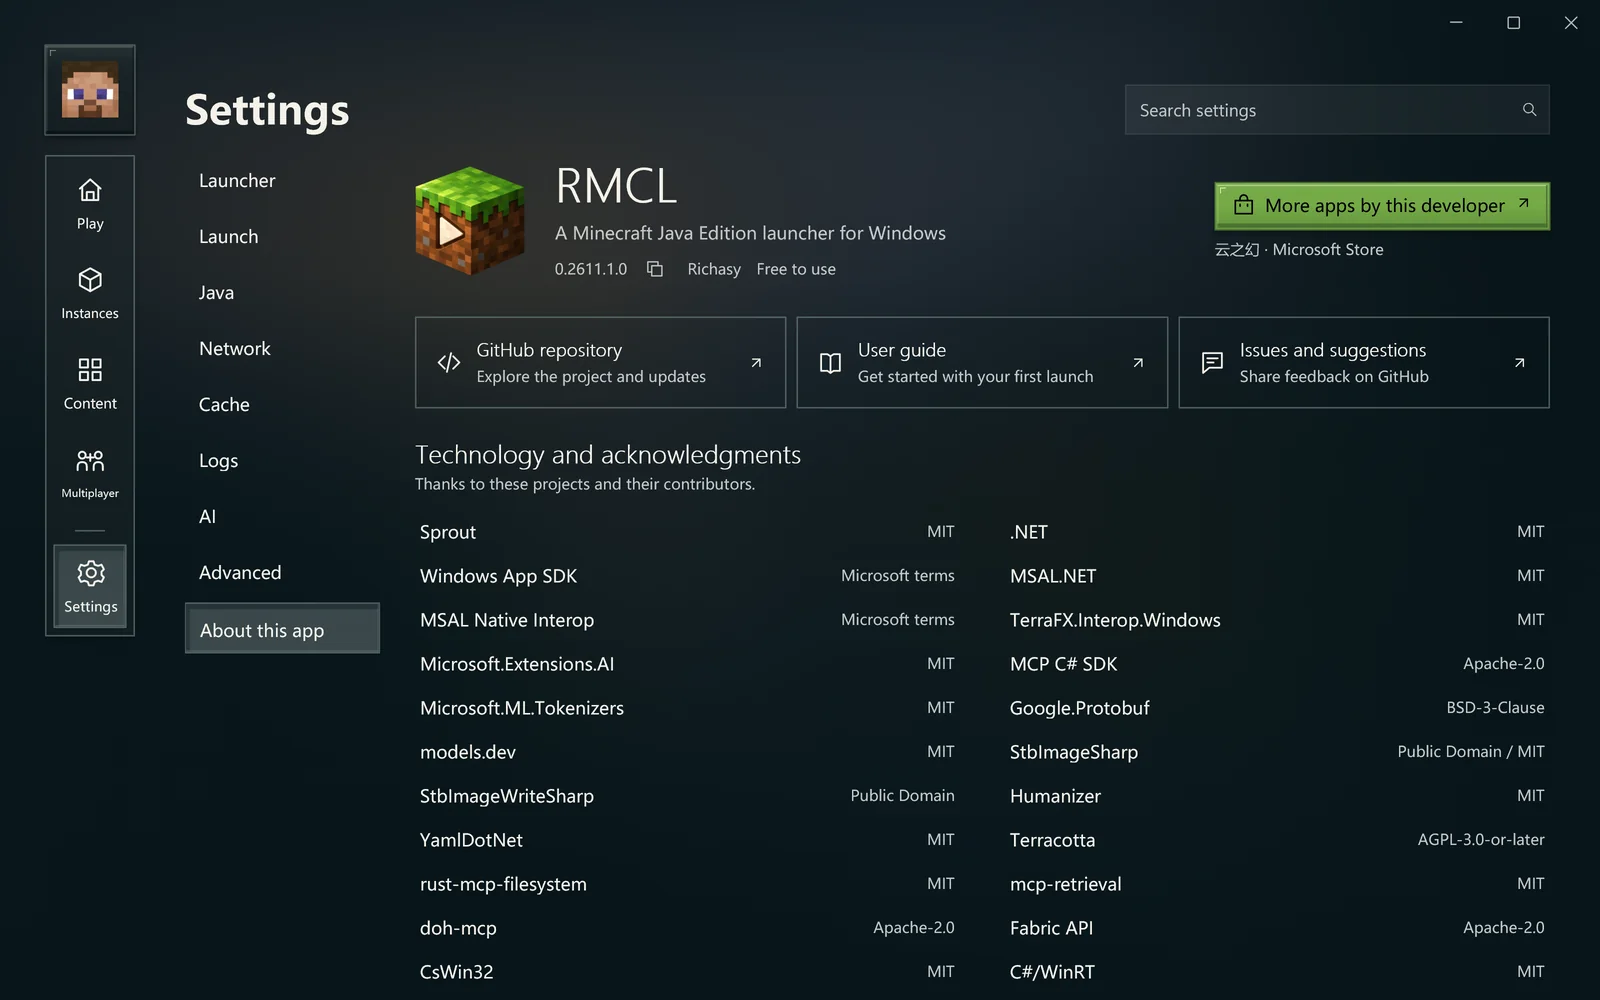 Settings
Search settings
Play
Instances
Content
Multiplayer
Settings
Launcher
Launch
Java
Network
Cache
Logs
AI
Advanced
About this app
RMCL
A Minecraft Java Edition launcher for Windows
0.2611.1.0 Richasy Free to use
More apps by this developer
云之幻 · Microsoft Store
GitHub repository
Explore the project and updates
User guide
Get started with your first launch
Issues and suggestions
Share feedback on GitHub
Technology and acknowledgments
Thanks to these projects and their contributors.
Sprout MIT .NET MIT
Windows App SDK Microsoft terms MSAL.NET MIT
MSAL Native Interop Microsoft terms TerraFX.Interop.Windows MIT
Microsoft.Extensions.AI MIT MCP C# SDK Apache-2.0
Microsoft.ML.Tokenizers MIT Google.Protobuf BSD-3-Clause
models.dev MIT StbImageSharp Public Domain / MIT
StbImageWriteSharp Public Domain Humanizer MIT
YamlDotNet MIT Terracotta AGPL-3.0-or-later
rust-mcp-filesystem MIT mcp-retrieval MIT
doh-mcp Apache-2.0 Fabric API Apache-2.0
CsWin32 MIT C#/WinRT MIT